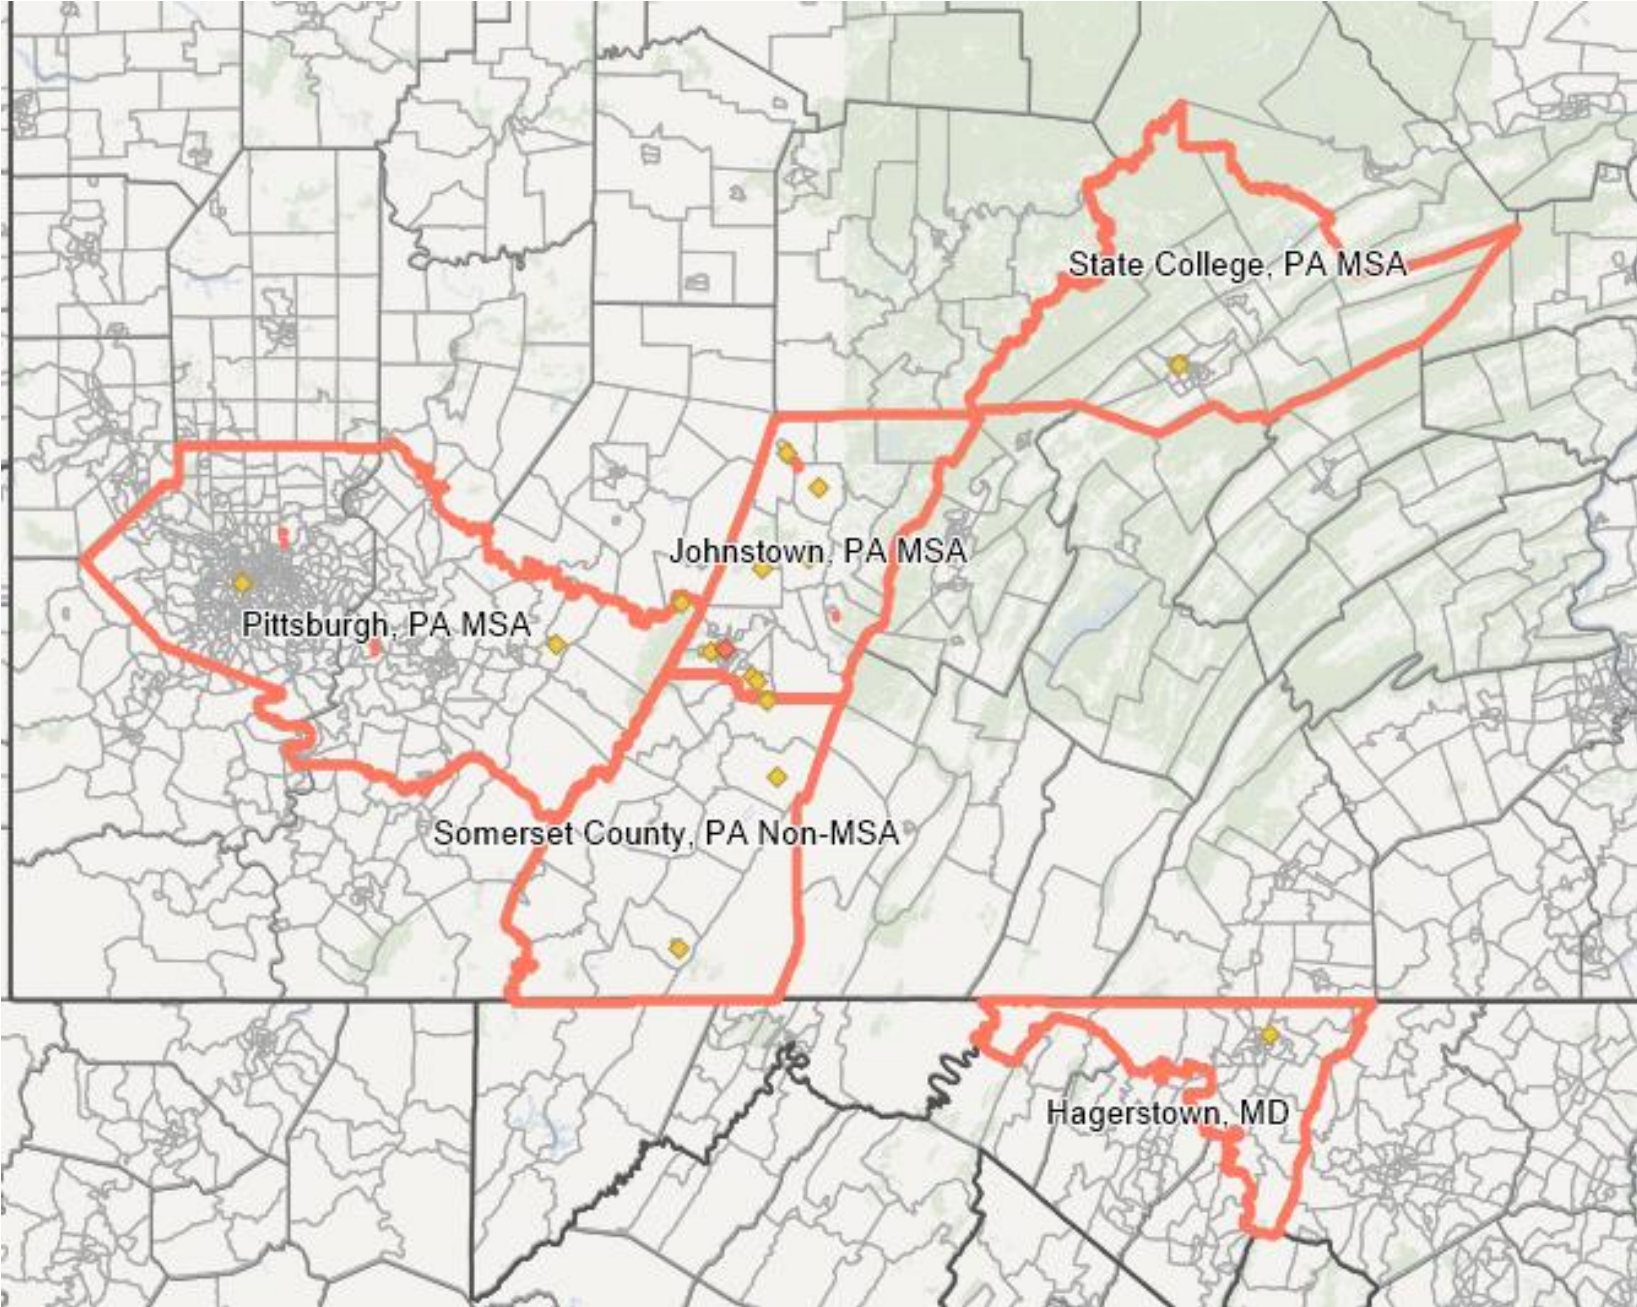 State College, PA MSA
Johnstown, PA MSA
Pittsburgh, PA MSA
Somerset County, PA Non-MSA
Hagerstown, MD